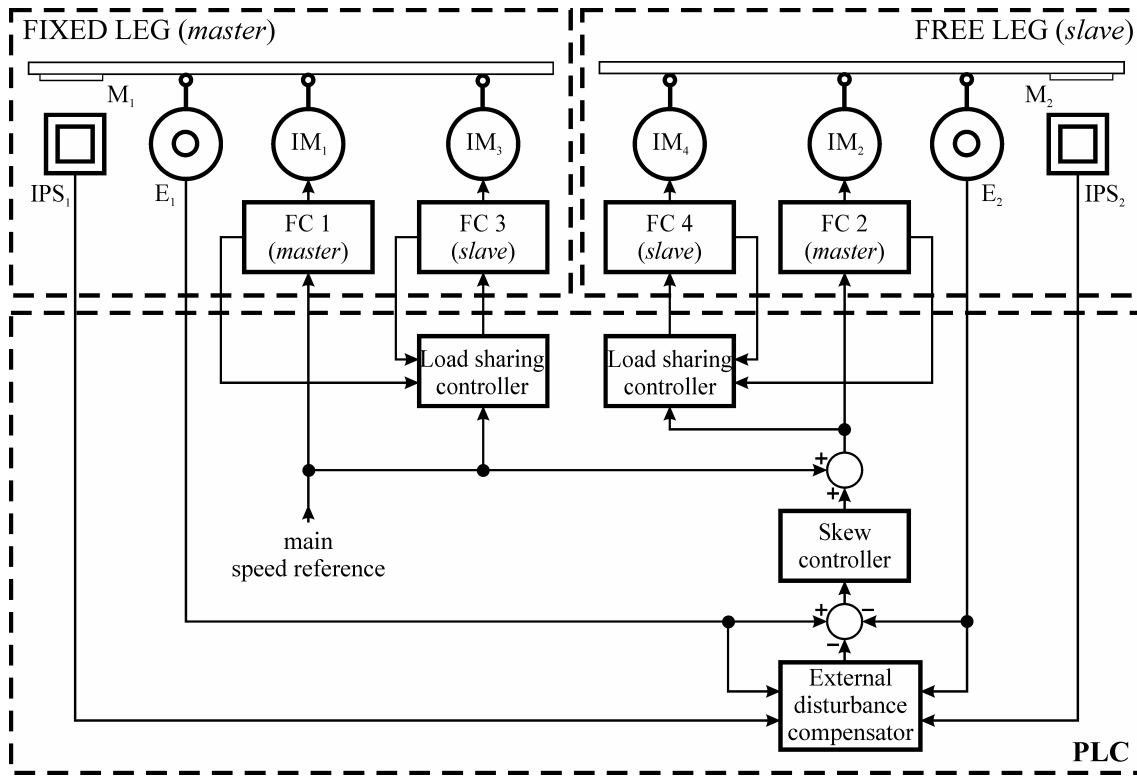 FIXED LEG (master)
FREE LEG (slave)
M1
M2
IM1
IM3
IM4
IM2
IPS1
E1
E2
IPS2
FC 1
(master)
FC 3
(slave)
FC 4
(slave)
FC 2
(master)
Load sharing
controller
Load sharing
controller
+
+
main
speed reference
Skew
controller
+
−
−
External
disturbance
compensator
PLC